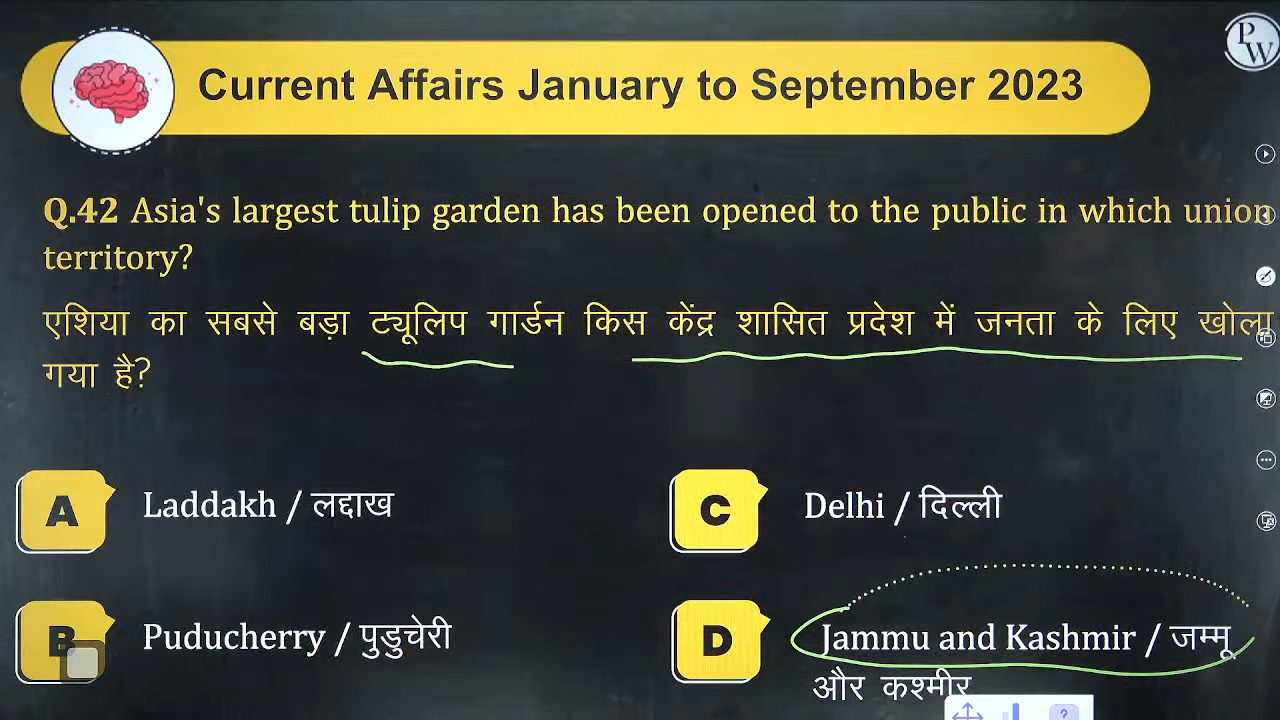 PW
Current Affairs January to September 2023
Q.42 Asia's largest tulip garden has been opened to the public in which union
territory?
एशिया का सबसे बड़ा ट्यूलिप गार्डन किस केंद्र शासित प्रदेश में जनता के लिए खोला
गया है?
A Laddakh / लद्दाख
C Delhi / दिल्ली
B Puducherry / पुडुचेरी
D Jammu and Kashmir / जम्मू
और कश्मीर
?